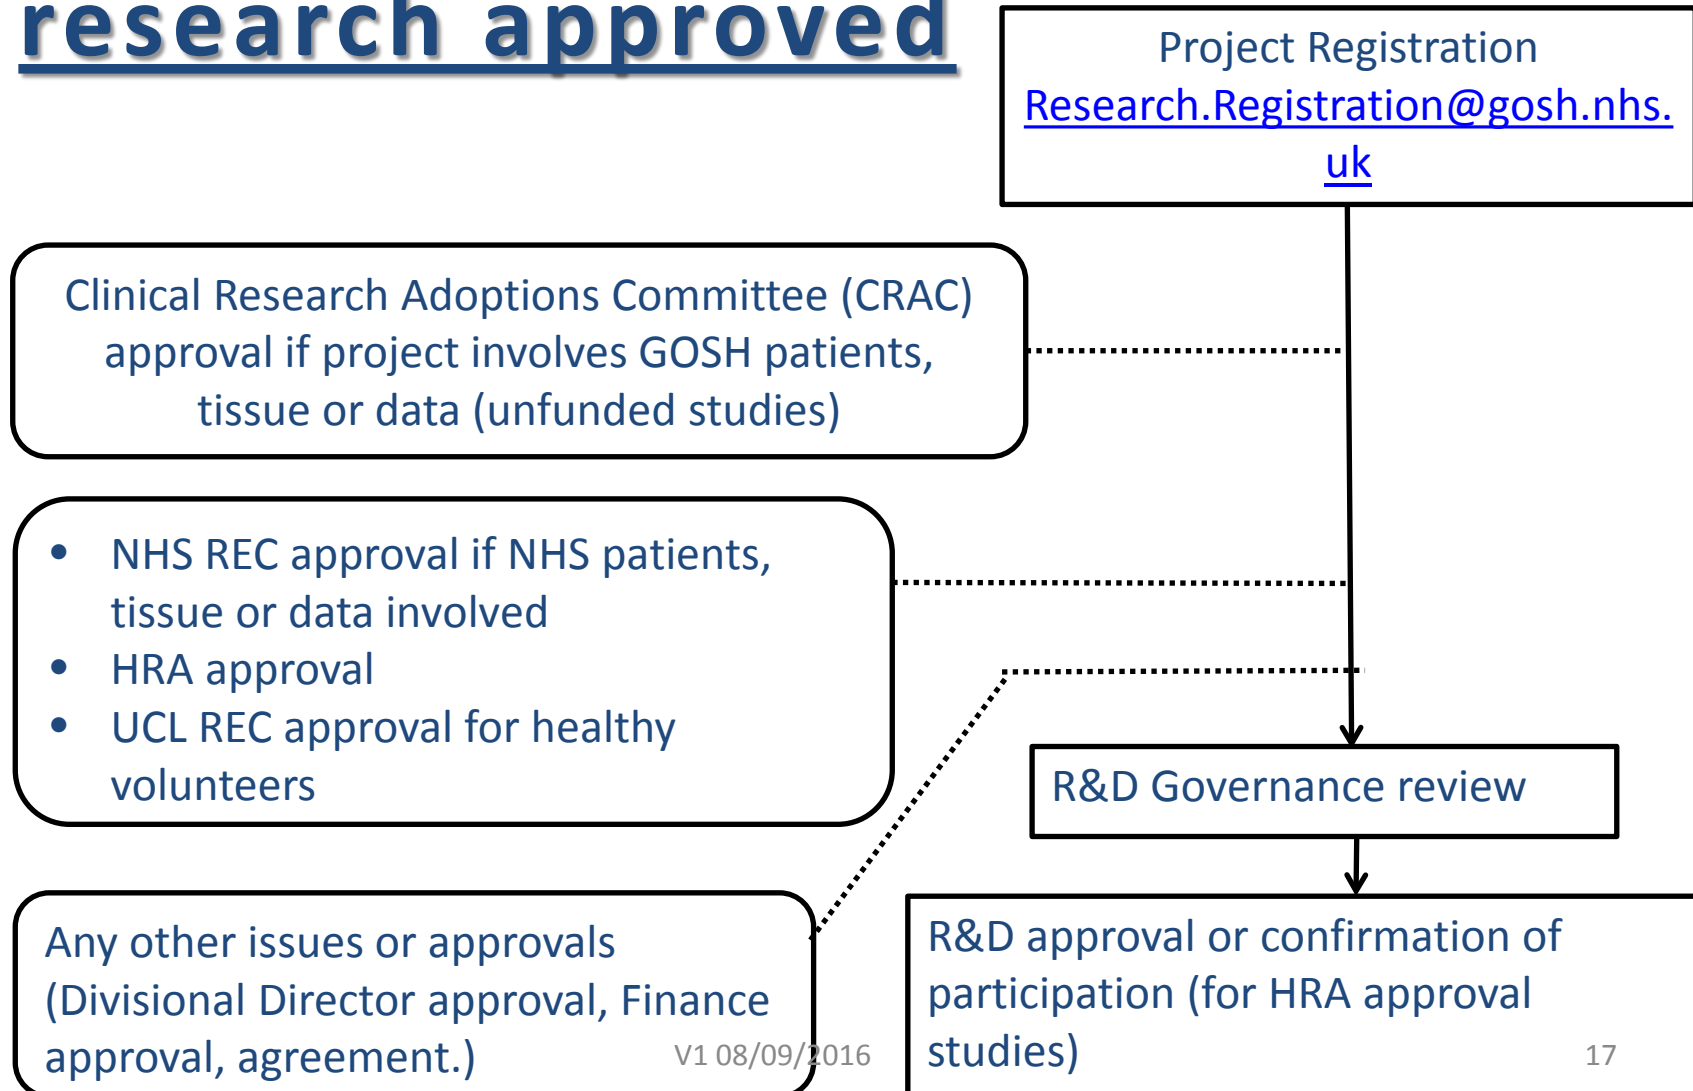 research approved
Project Registration
Research.Registration@gosh.nhs.
uk
Clinical Research Adoptions Committee (CRAC)
approval if project involves GOSH patients,
tissue or data (unfunded studies)
• NHS REC approval if NHS patients,
tissue or data involved
• HRA approval
• UCL REC approval for healthy
volunteers
R&D Governance review
Any other issues or approvals
(Divisional Director approval, Finance
approval, agreement.)
R&D approval or confirmation of
participation (for HRA approval
studies)
V1 08/09/2016
17